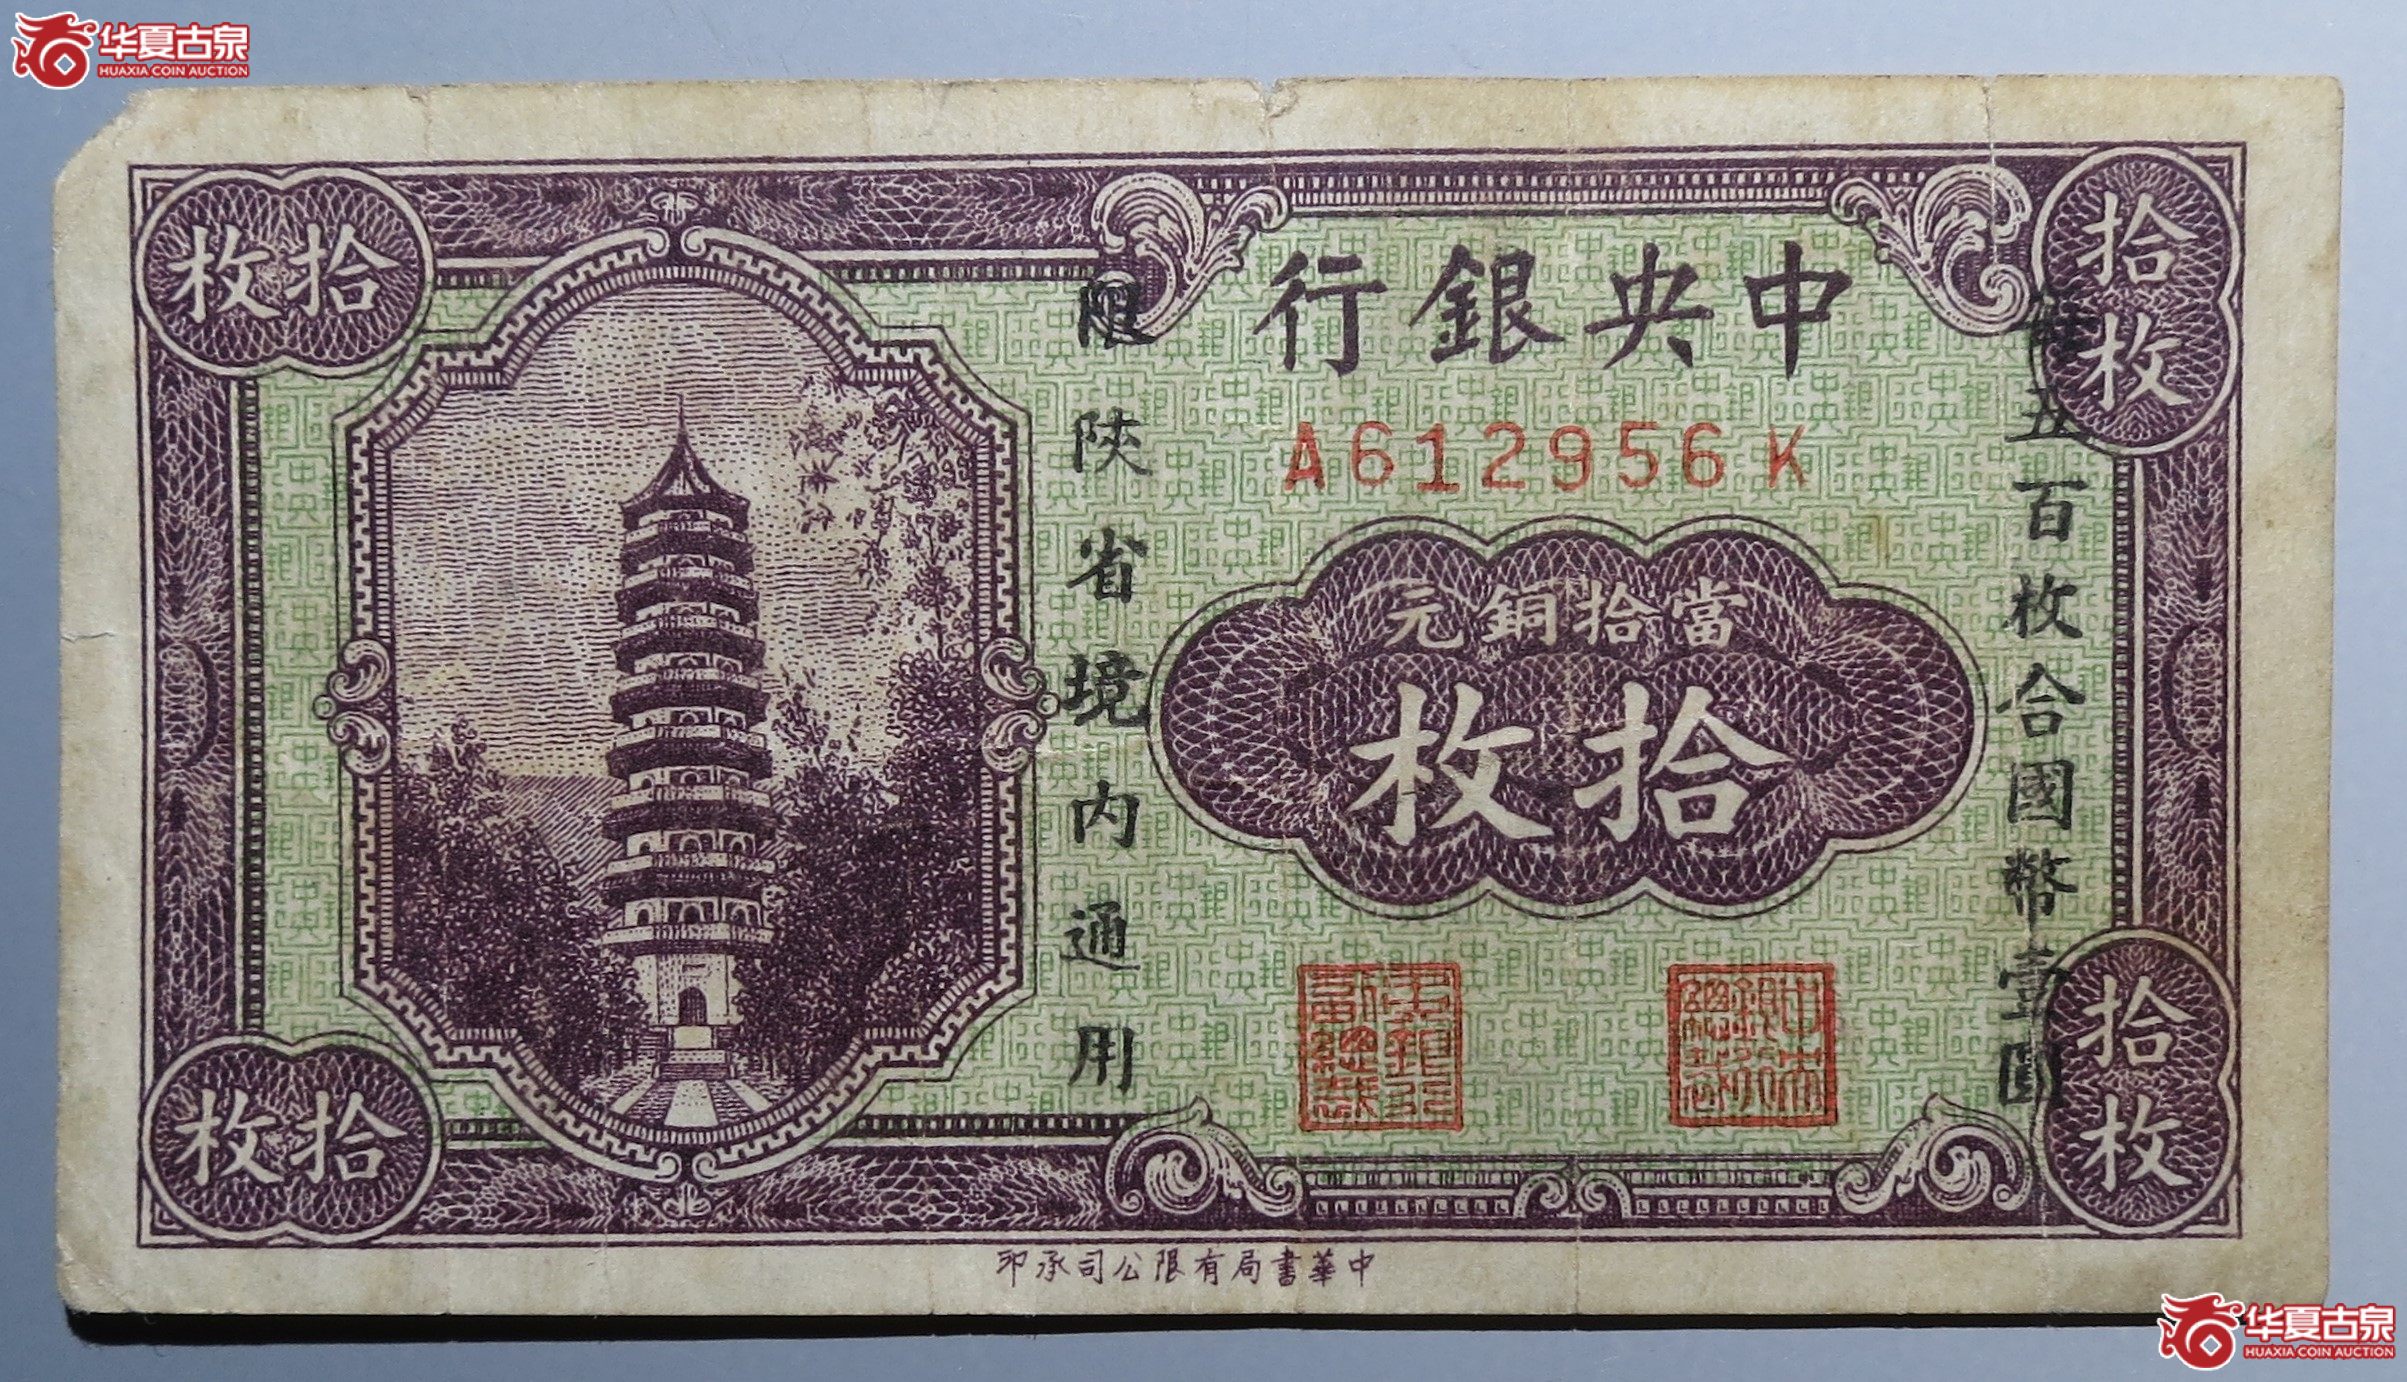 华夏古泉
HUAXIA COIN AUCTION
拾枚
拾枚
中央銀行
A612956K
當拾銅元
拾枚
每五百枚合國幣壹圓
限陝省境内通用
拾枚
拾枚
中華書局有限公司承印
华夏古泉
HUAXIA COIN AUCTION